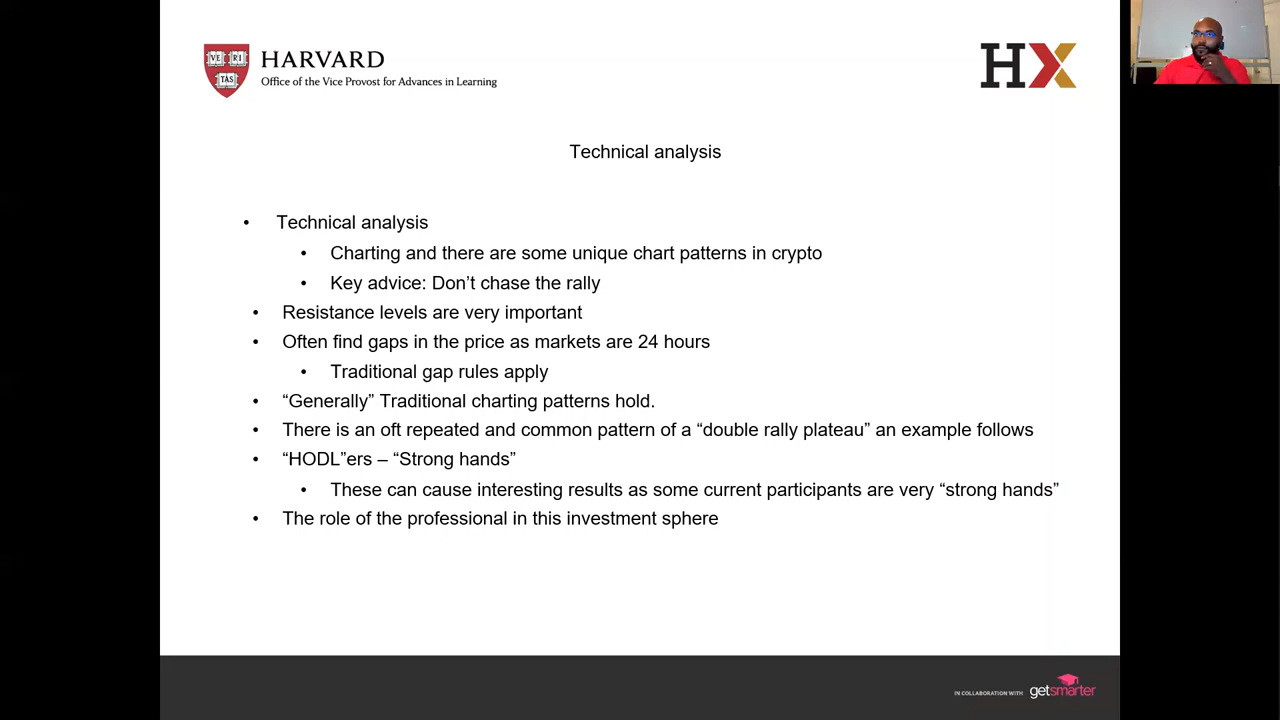 VE RI
TAS
HARVARD
Office of the Vice Provost for Advances in Learning
HX
Technical analysis
• Technical analysis
• Charting and there are some unique chart patterns in crypto
• Key advice: Don’t chase the rally
• Resistance levels are very important
• Often find gaps in the price as markets are 24 hours
• Traditional gap rules apply
• “Generally” Traditional charting patterns hold.
• There is an oft repeated and common pattern of a “double rally plateau” an example follows
• “HODL”ers – “Strong hands”
• These can cause interesting results as some current participants are very “strong hands”
• The role of the professional in this investment sphere
IN COLLABORATION WITH getsmarter